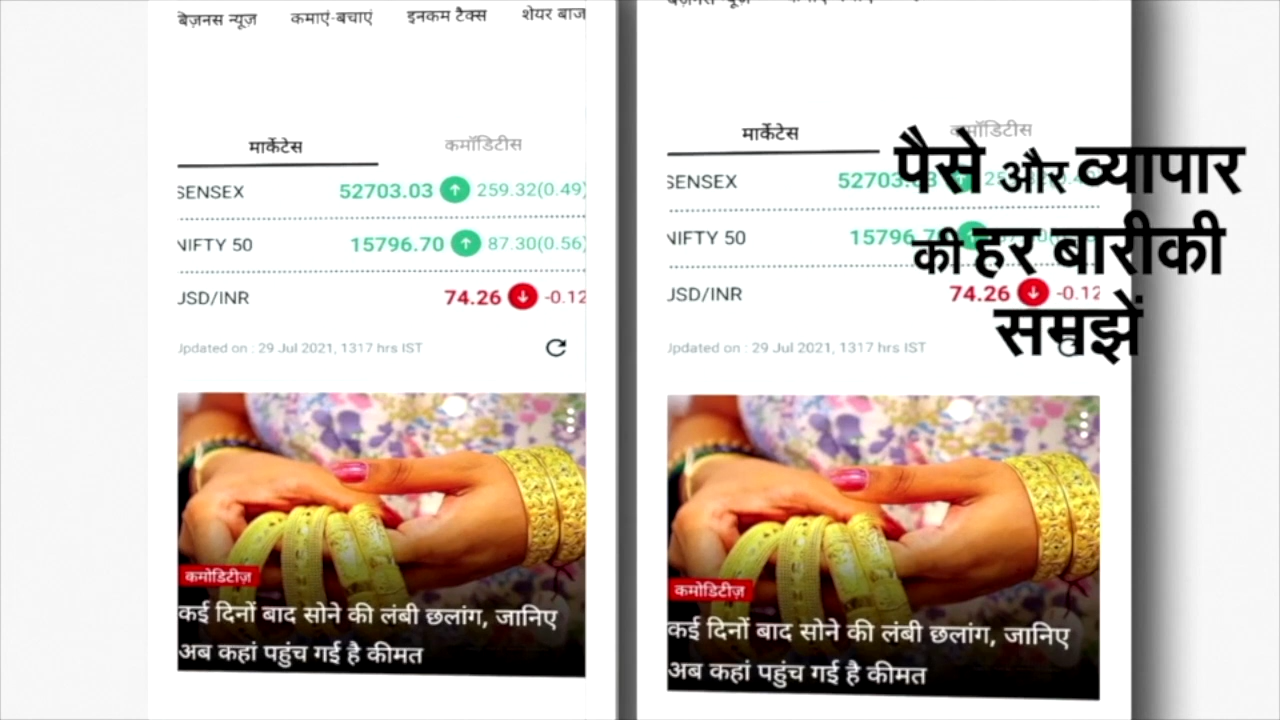 बिज़नस न्यूज़ कमाएं-बचाएं इनकम टैक्स शेयर बाज
मार्केटेस कमॉडिटीस
SENSEX 52703.03 259.32(0.49)
NIFTY 50 15796.70 87.30(0.56)
USD/INR 74.26 -0.12
Updated on : 29 Jul 2021, 1317 hrs IST
कमोडिटीज़
कई दिनों बाद सोने की लंबी छलांग, जानिए
अब कहां पहुंच गई है कीमत
मार्केटेस कमॉडिटीस
SENSEX 52703.03
NIFTY 50 15796.70
USD/INR 74.26 -0.12
Updated on : 29 Jul 2021, 1317 hrs IST
कमोडिटीज़
कई दिनों बाद सोने की लंबी छलांग, जानिए
अब कहां पहुंच गई है कीमत
पैसे और व्यापार
की हर बारीकी
समझें